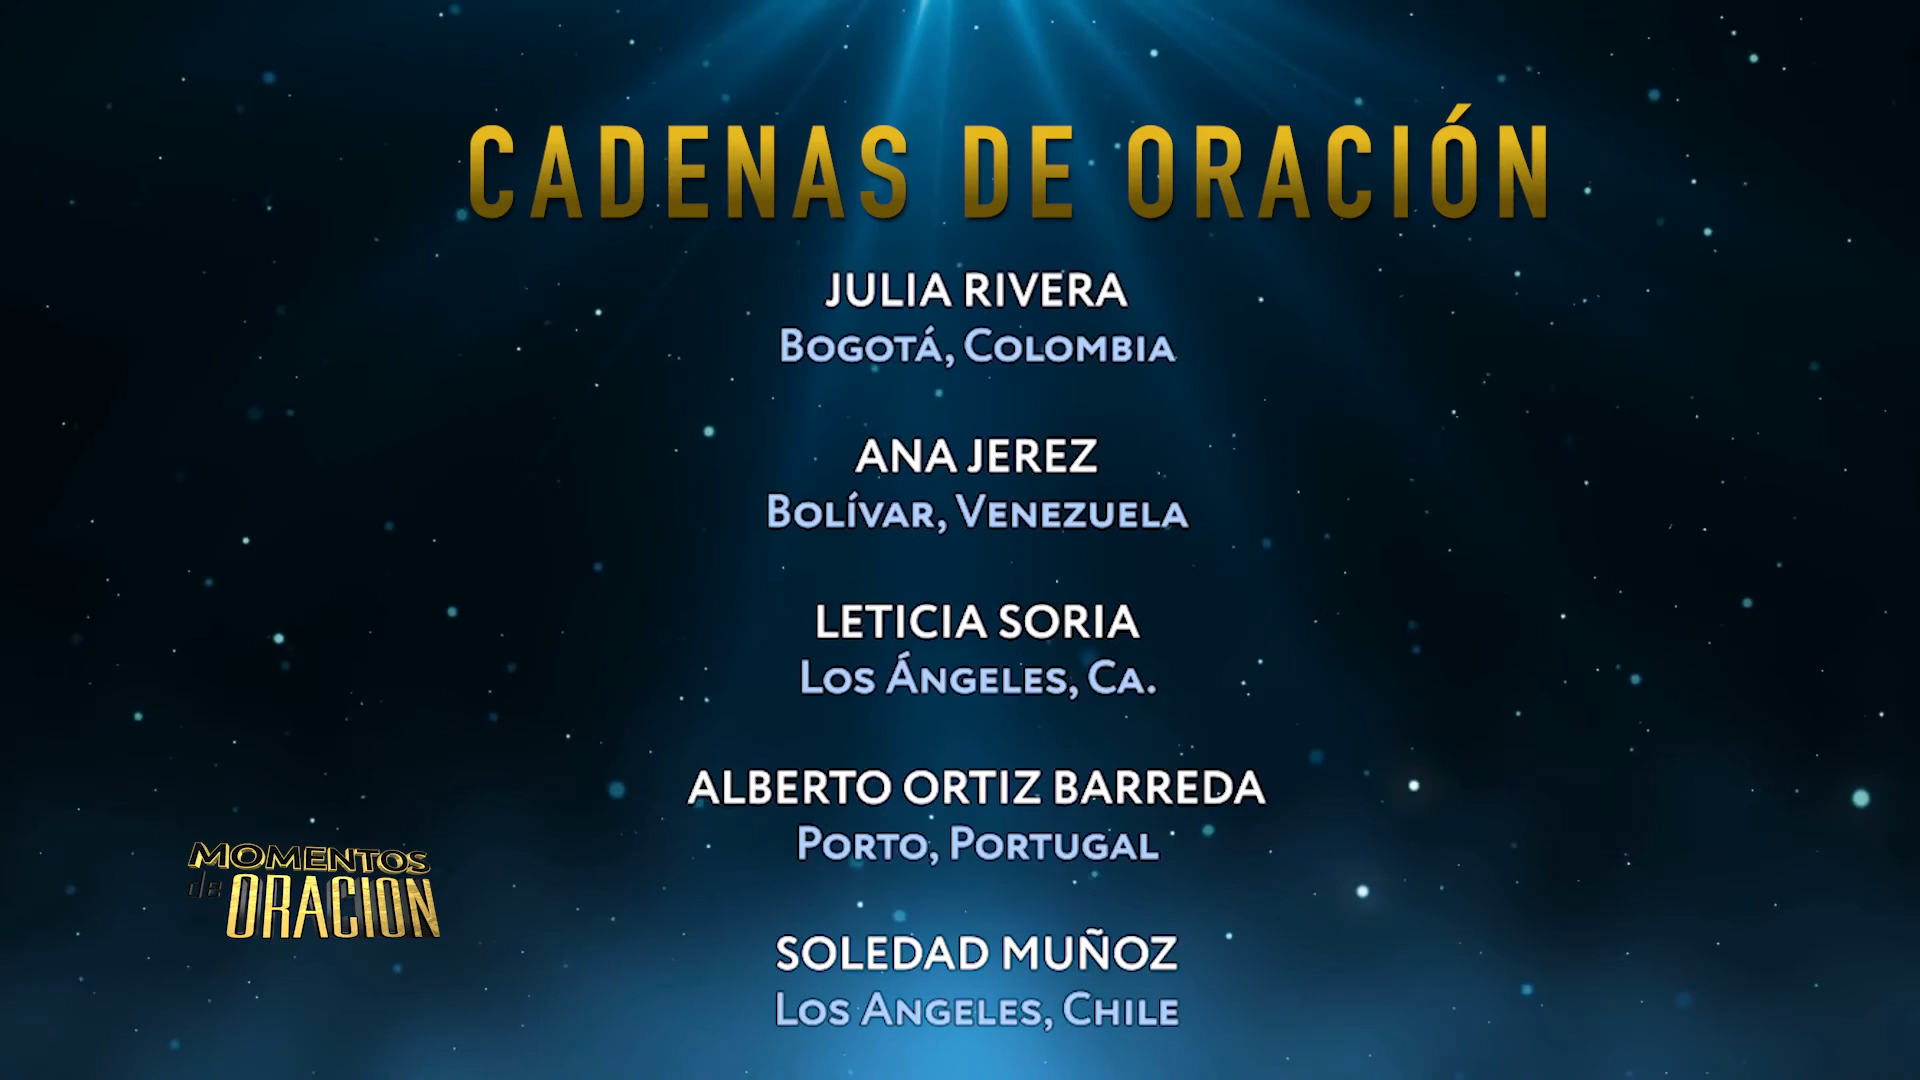 CADENAS DE ORACIÓN
JULIA RIVERA
Bogotá, Colombia
ANA JEREZ
Bolívar, Venezuela
LETICIA SORIA
Los Ángeles, Ca.
ALBERTO ORTIZ BARREDA
Porto, Portugal
SOLEDAD MUÑOZ
Los Angeles, Chile
MOMENTOS
de ORACION